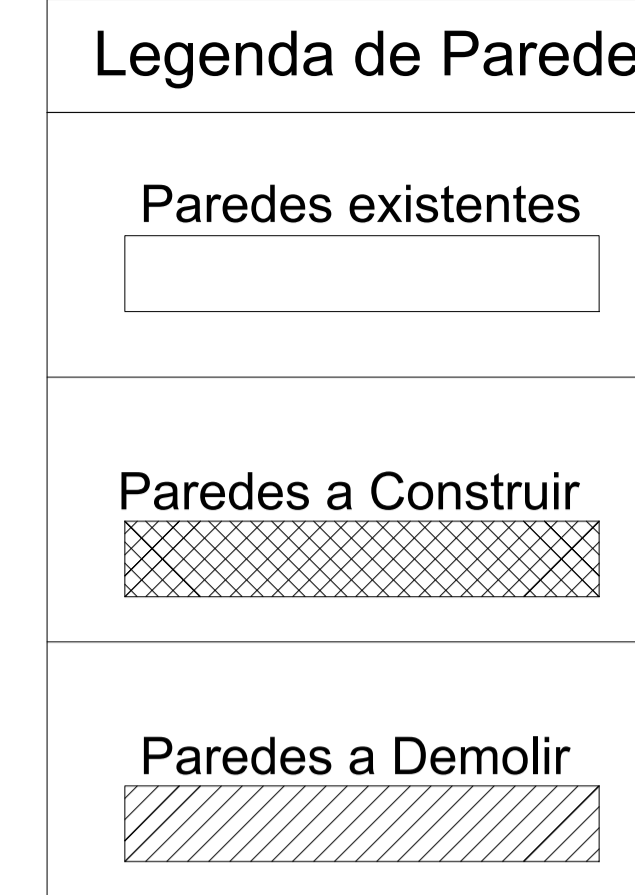 Legenda de Parede
Paredes existentes
Paredes a Construir
Paredes a Demolir